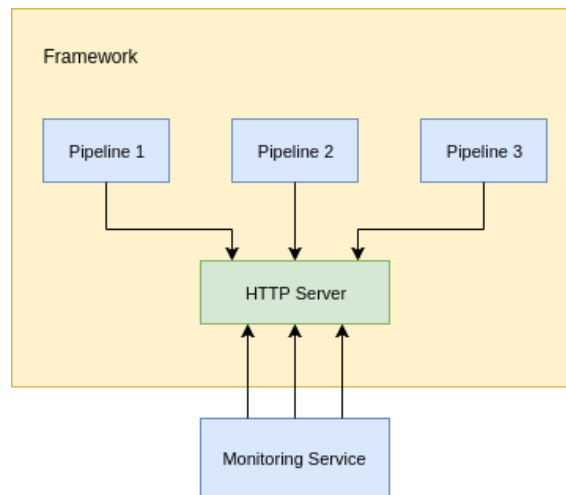 Framework
Pipeline 1
Pipeline 2
Pipeline 3
HTTP Server
Monitoring Service